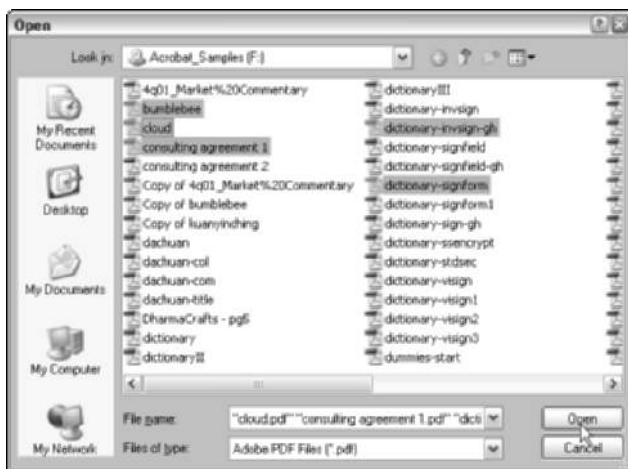 Open
Look in:
Acrobat_Samples (F:)
My Recent
Documents
Desktop
My Documents
My Computer
My Network
4q01_Market%20Commentary
bumblebee
cloud
consulting agreement 1
consulting agreement 2
Copy of 4q01_Market%20Commentary
Copy of bumblebee
Copy of kuanyinching
dachuan
dachuan-col
dachuan-com
dachuan-title
DharmaCrafts - pg5
dictionary
dictionaryII
dictionaryIII
dictionary-invsign
dictionary-invsign-gh
dictionary-signfield
dictionary-signfield-gh
dictionary-signform
dictionary-signform1
dictionary-sign-gh
dictionary-ssencrypt
dictionary-stdsec
dictionary-visign
dictionary-visign1
dictionary-visign2
dictionary-visign3
dummies-start
File name:
"cloud.pdf" "consulting agreement 1.pdf" "dicti
Open
Files of type:
Adobe PDF Files (*.pdf)
Cancel